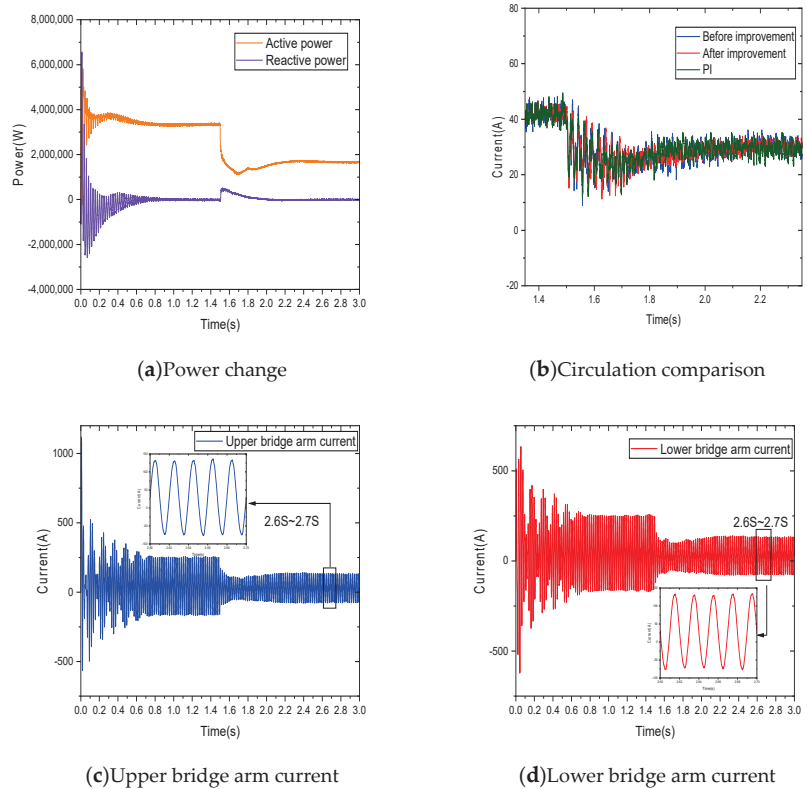 8,000,000
6,000,000
4,000,000
2,000,000
0
-2,000,000
-4,000,000
Power(W)
Active power
Reactive power
0.0 0.2 0.4 0.6 0.8 1.0 1.2 1.4 1.6 1.8 2.0 2.2 2.4 2.6 2.8 3.0
Time(s)
(a)Power change
80
60
40
20
0
-20
Current(A)
Before improvement
After improvement
PI
1.4 1.6 1.8 2.0 2.2
Time(s)
(b)Circulation comparison
1000
500
0
-500
Current(A)
Upper bridge arm current
2.6S~2.7S
0.0 0.2 0.4 0.6 0.8 1.0 1.2 1.4 1.6 1.8 2.0 2.2 2.4 2.6 2.8 3.0
Time(s)
(c)Upper bridge arm current
500
0
-500
Current(A)
Lower bridge arm current
2.6S~2.7S
0.0 0.2 0.4 0.6 0.8 1.0 1.2 1.4 1.6 1.8 2.0 2.2 2.4 2.6 2.8 3.0
Time(s)
(d)Lower bridge arm current